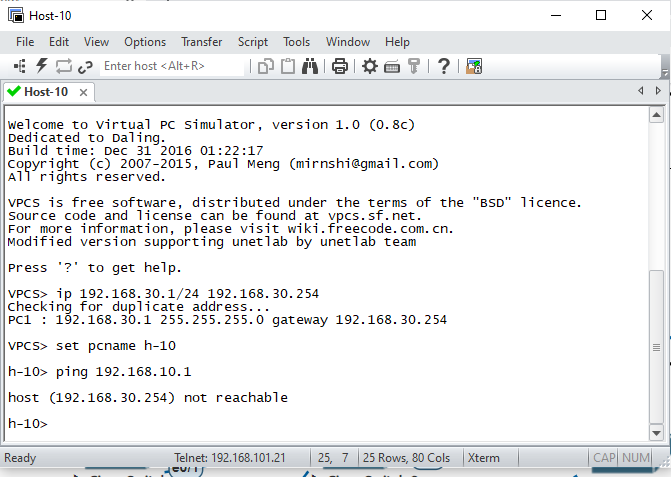 Host-10
File Edit View Options Transfer Script Tools Window Help
Enter host <Alt+R>
Host-10
Welcome to Virtual PC Simulator, version 1.0 (0.8c)
Dedicated to Daling.
Build time: Dec 31 2016 01:22:17
Copyright (c) 2007-2015, Paul Meng (mirnshi@gmail.com)
All rights reserved.
VPCS is free software, distributed under the terms of the "BSD" licence.
Source code and license can be found at vpcs.sf.net.
For more information, please visit wiki.freecode.com.cn.
Modified version supporting unetlab by unetlab team
Press '?' to get help.
VPCS> ip 192.168.30.1/24 192.168.30.254
Checking for duplicate address...
PC1 : 192.168.30.1 255.255.255.0 gateway 192.168.30.254
VPCS> set pcname h-10
h-10> ping 192.168.10.1
host (192.168.30.254) not reachable
h-10>
Ready Telnet: 192.168.101.21 25, 7 25 Rows, 80 Cols Xterm CAP NUM